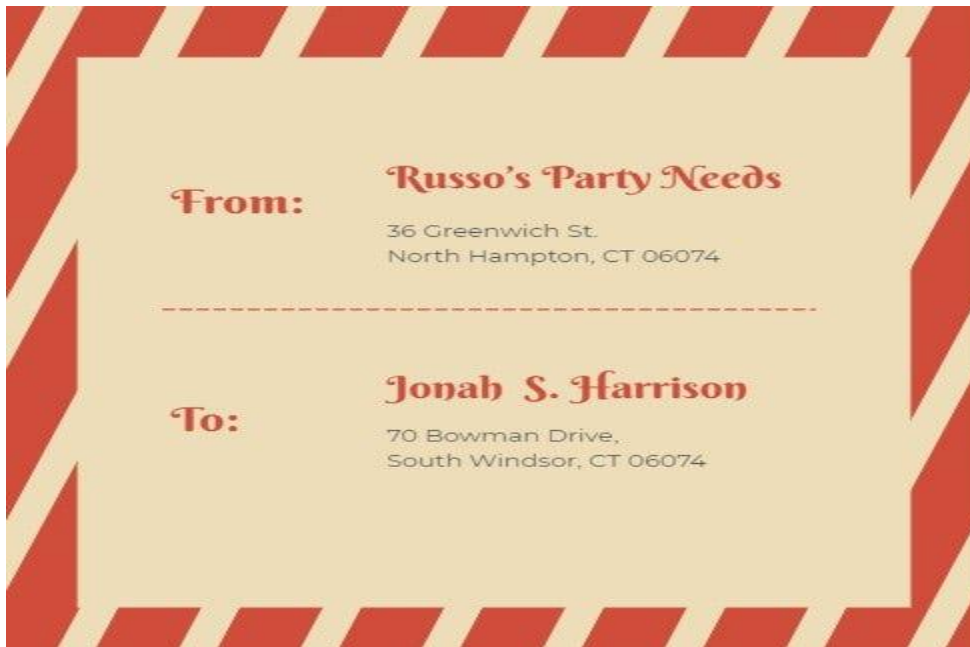 From:
Russo's Party Needs
36 Greenwich St.
North Hampton, CT 06074
To:
Jonah S. Harrison
70 Bowman Drive,
South Windsor, CT 06074